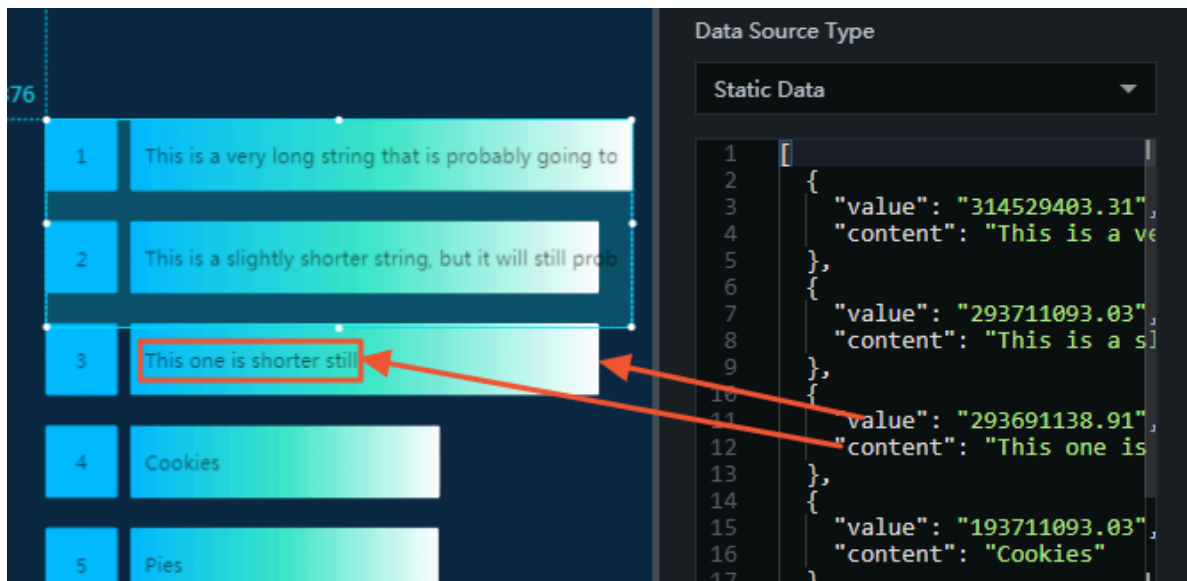 Data Source Type
Static Data
376
1 This is a very long string that is probably going to
2 This is a slightly shorter string, but it will still prob
3 This one is shorter still
4 Cookies
5 Pies
1 [
2 {
3 "value": "314529403.31",
4 "content": "This is a ve
5 },
6 {
7 "value": "293711093.03",
8 "content": "This is a sl
9 },
10 {
11 "value": "293691138.91",
12 "content": "This one is
13 },
14 {
15 "value": "193711093.03",
16 "content": "Cookies"
17 }